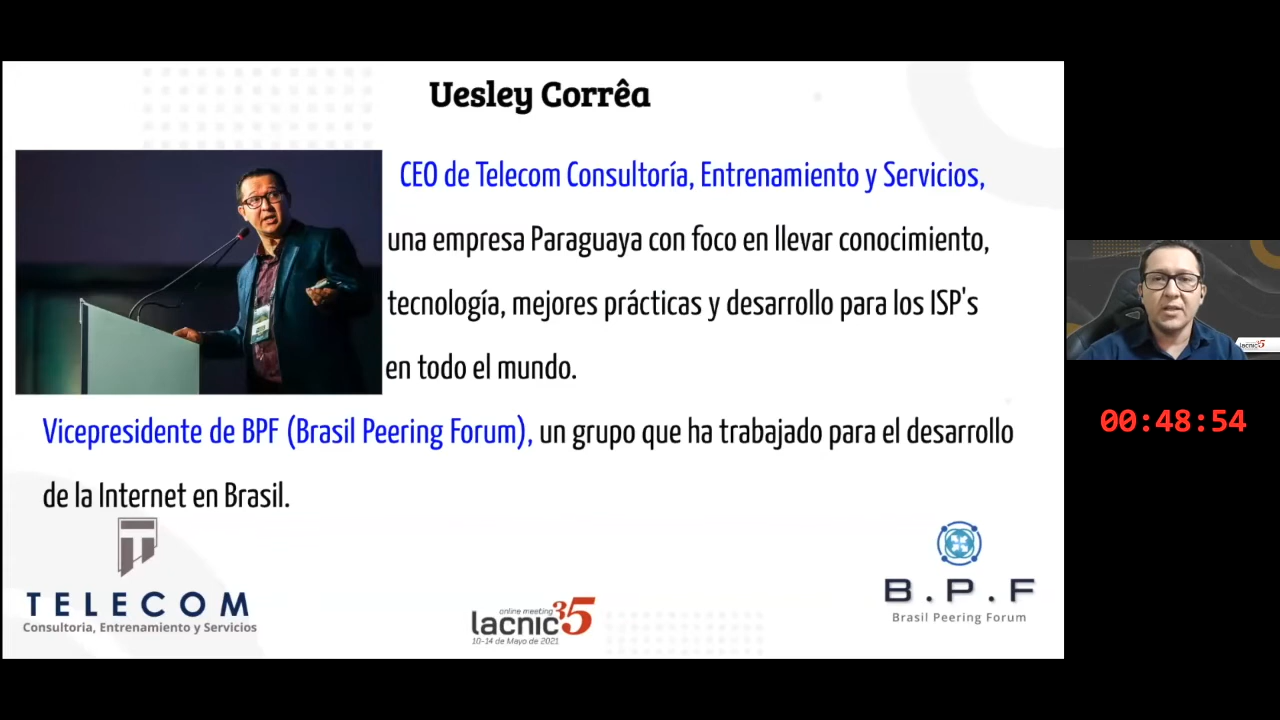 Uesley Corrêa
CEO de Telecom Consultoría, Entrenamiento y Servicios,
una empresa Paraguaya con foco en llevar conocimiento,
tecnología, mejores prácticas y desarrollo para los ISP's
en todo el mundo.
Vicepresidente de BPF (Brasil Peering Forum), un grupo que ha trabajado para el desarrollo
de la Internet en Brasil.
TELECOM
Consultoria, Entrenamiento y Servicios
online meeting
lacnic35
10-14 de Mayo de 2021
B.P.F
Brasil Peering Forum
lacnic35
00:48:54